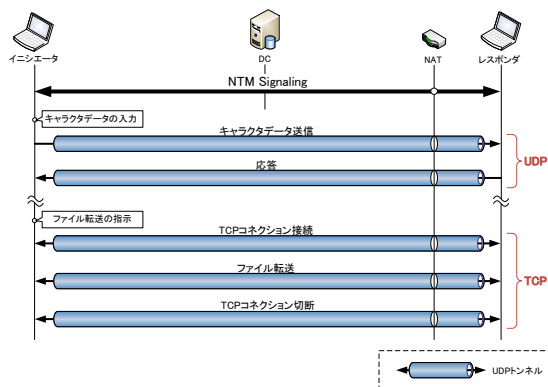 イニシエータ
DC
NAT
レスポンダ
NTM Signaling
キャラクタデータの入力
キャラクタデータ送信
応答
UDP
ファイル転送の指示
TCPコネクション接続
ファイル転送
TCP
TCPコネクション切断
UDPトンネル